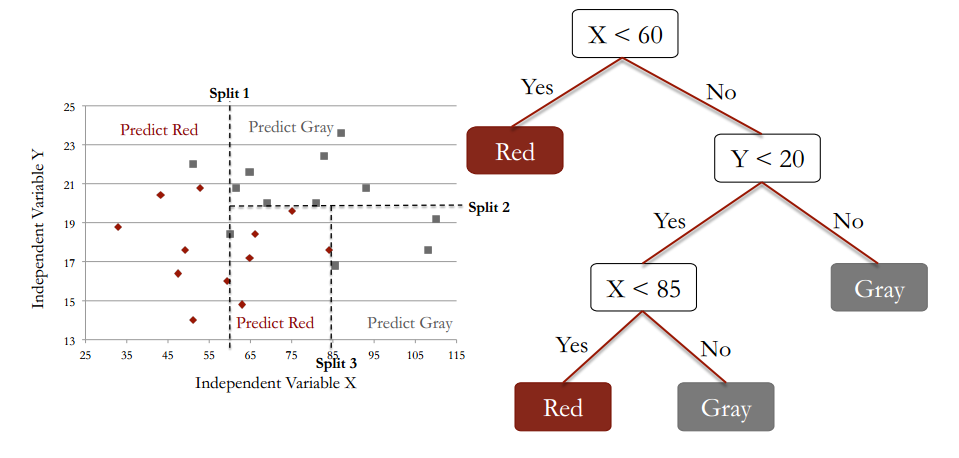 Split 1
25
23
21
19
17
15
13
Independent Variable Y
Predict Red
Predict Gray
Split 2
Predict Red
Predict Gray
25 35 45 55 65 75 85 95 105 115
Split 3
Independent Variable X
X < 60
Yes
No
Red
Y < 20
Yes
No
X < 85
Gray
Yes
No
Red
Gray